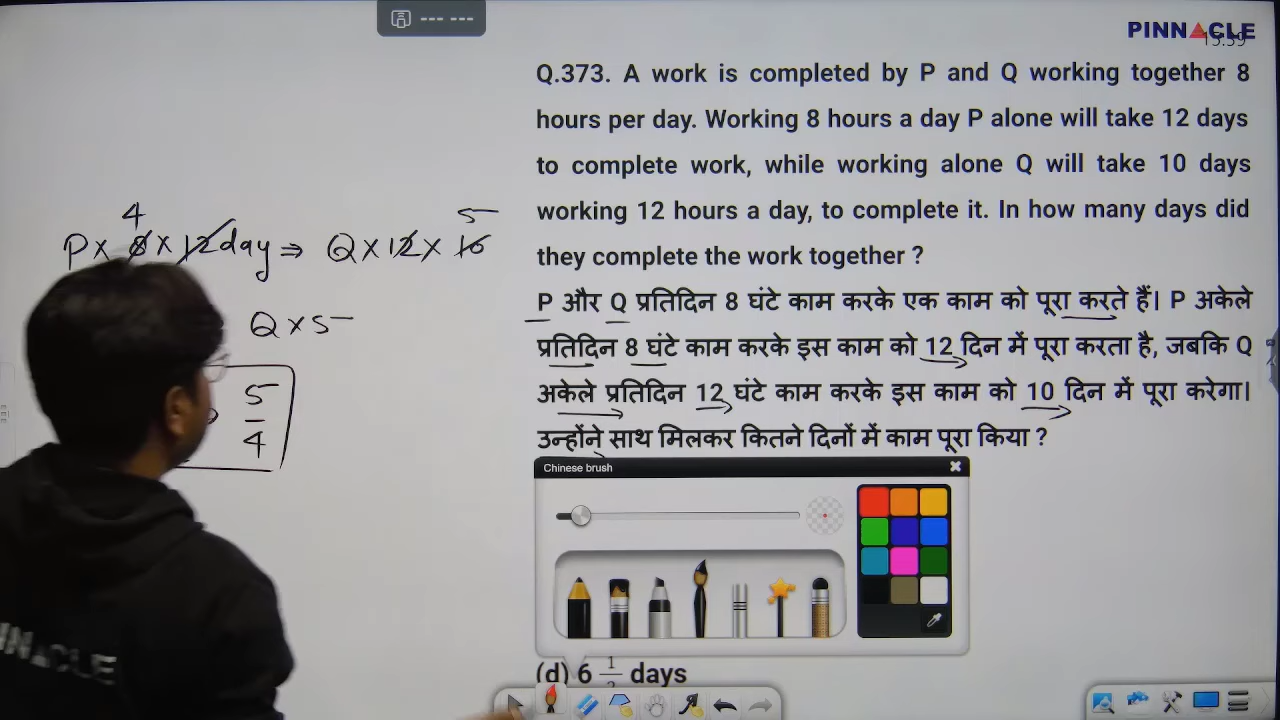 PINNACLE
15:39
Q.373. A work is completed by P and Q working together 8
hours per day. Working 8 hours a day P alone will take 12 days
to complete work, while working alone Q will take 10 days
working 12 hours a day, to complete it. In how many days did
they complete the work together ?
P और Q प्रतिदिन 8 घंटे काम करके एक काम को पूरा करते हैं। P अकेले
प्रतिदिन 8 घंटे काम करके इस काम को 12 दिन में पूरा करता है, जबकि Q
अकेले प्रतिदिन 12 घंटे काम करके इस काम को 10 दिन में पूरा करेगा।
उन्होंने साथ मिलकर कितने दिनों में काम पूरा किया ?
4 5
P × 8 × 12 day ⇒ Q × 12 × 10
Q × 5
5
4
Chinese brush
(d) 6 days